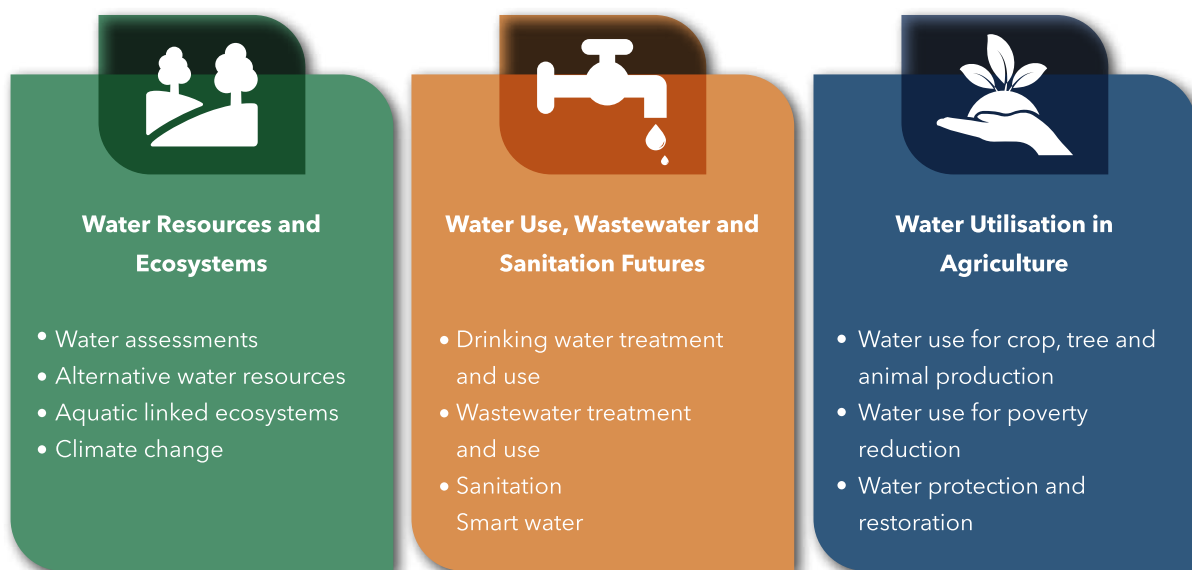 Water Resources and
Ecosystems
• Water assessments
• Alternative water resources
• Aquatic linked ecosystems
• Climate change
Water Use, Wastewater and
Sanitation Futures
• Drinking water treatment
and use
• Wastewater treatment
and use
• Sanitation
Smart water
Water Utilisation in
Agriculture
• Water use for crop, tree and
animal production
• Water use for poverty
reduction
• Water protection and
restoration